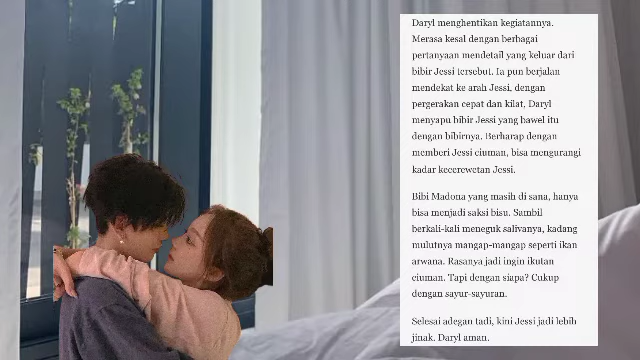 Daryl menghentikan kegiatannya.
Merasa kesal dengan berbagai
pertanyaan mendetail yang keluar dari
bibir Jessi tersebut. Ia pun berjalan
mendekat ke arah Jessi, dengan
pergerakan cepat dan kilat, Daryl
menyapu bibir Jessi yang bawel itu
dengan bibirnya. Berharap dengan
memberi Jessi ciuman, bisa mengurangi
kadar kecerewetan Jessi.
Bibi Madona yang masih di sana, hanya
bisa menjadi saksi bisu. Sambil
berkali-kali meneguk salivanya, kadang
mulutnya mangap-mangap seperti ikan
arwana. Rasanya jadi ingin ikutan
ciuman. Tapi dengan siapa? Cukup
dengan sayur-sayuran.
Selesai adegan tadi, kini Jessi jadi lebih
jinak. Daryl aman.